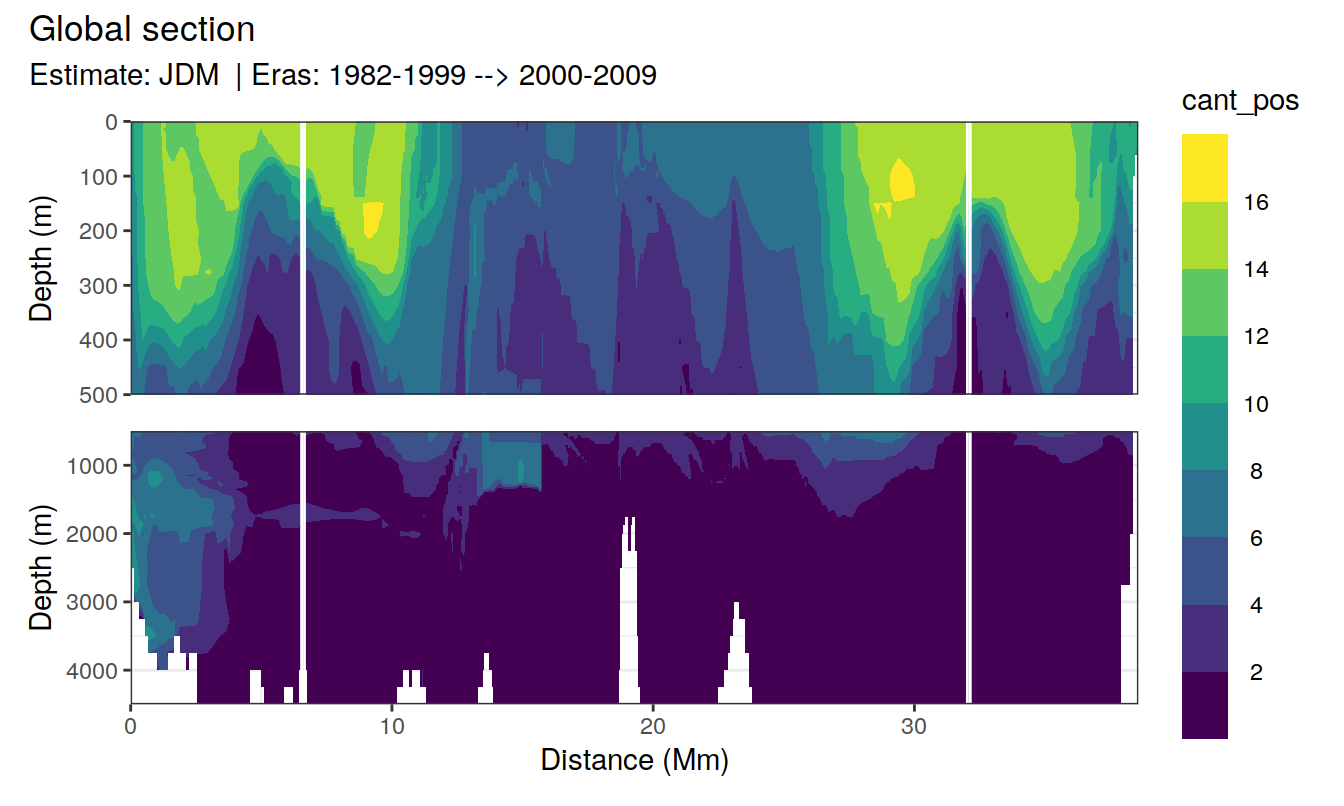 Global section
Estimate: JDM | Eras: 1982-1999 --> 2000-2009
cant_pos
16
14
12
10
8
6
4
2
Depth (m)
0
100
200
300
400
500
Depth (m)
1000
2000
3000
4000
0 10 20 30
Distance (Mm)